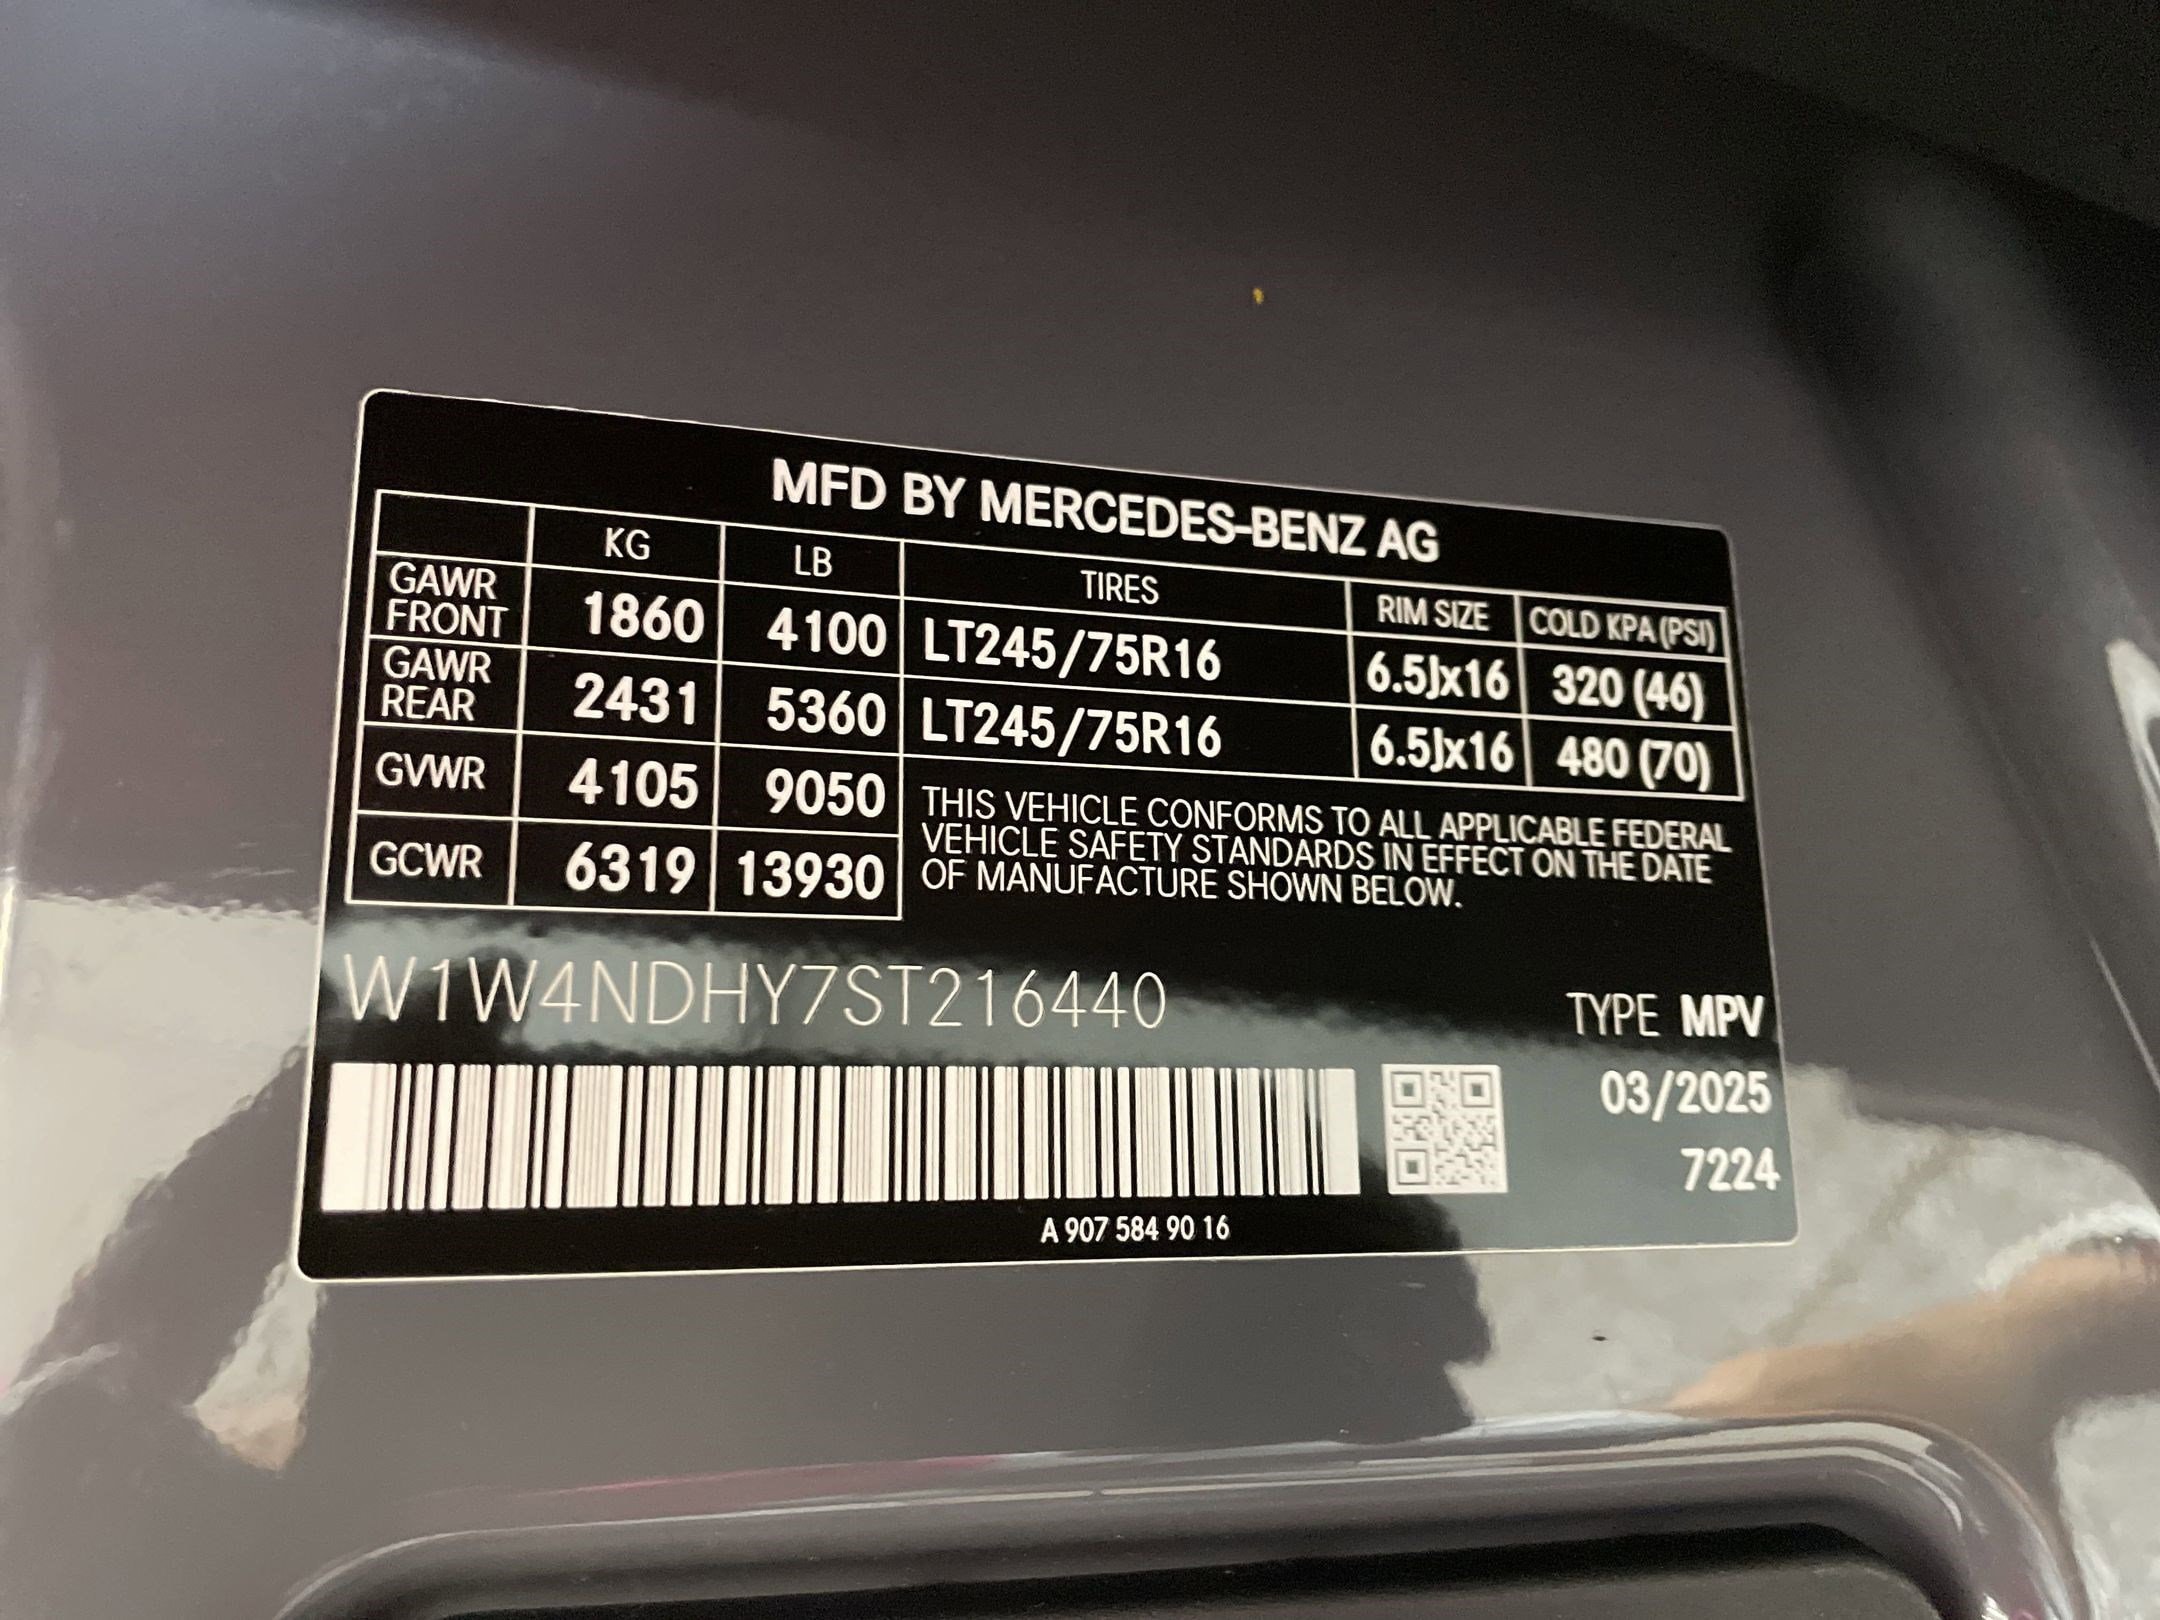 MFD BY MERCEDES-BENZ AG
KG LB TIRES RIM SIZE COLD KPA (PSI)
GAWR FRONT 1860 4100 LT245/75R16 6.5Jx16 320 (46)
GAWR REAR 2431 5360 LT245/75R16 6.5Jx16 480 (70)
GVWR 4105 9050
GCWR 6319 13930
THIS VEHICLE CONFORMS TO ALL APPLICABLE FEDERAL
VEHICLE SAFETY STANDARDS IN EFFECT ON THE DATE
OF MANUFACTURE SHOWN BELOW.
W1W4NDHY7ST216440
TYPE MPV
03/2025
7224
A 907 584 90 16